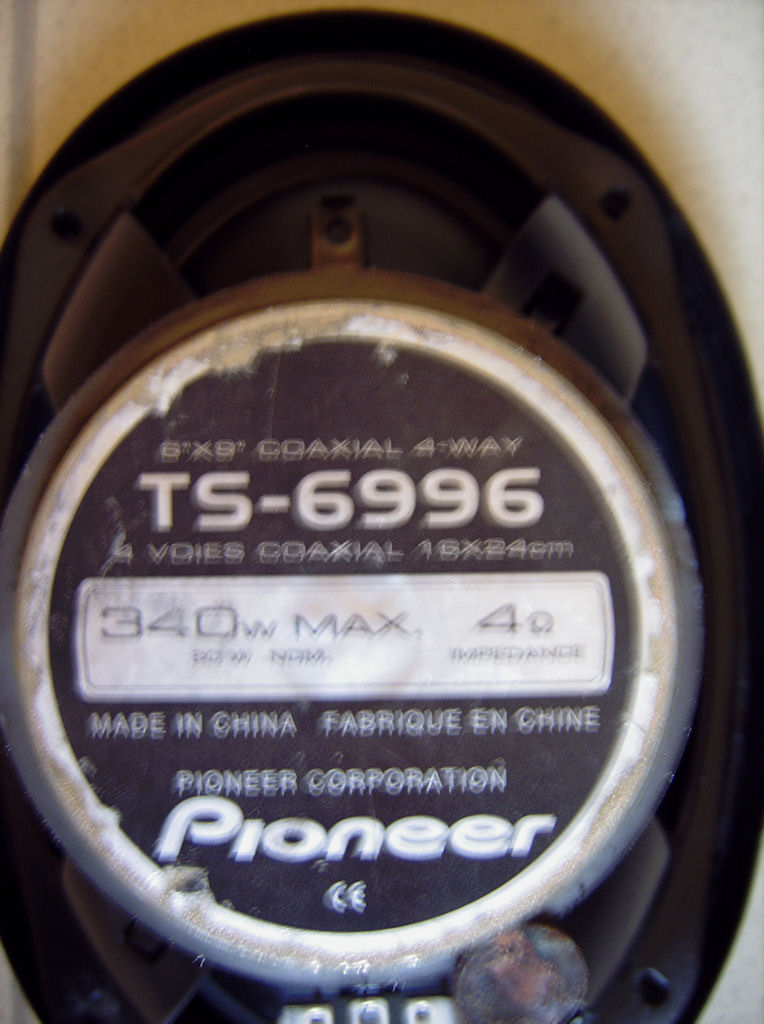 6"X9" COAXIAL 4-WAY
TS-6996
4 VOIES COAXIAL 16X24cm
340W MAX. 4Ω
NOM. IMPEDANCE
MADE IN CHINA FABRIQUE EN CHINE
PIONEER CORPORATION
Pioneer
CE